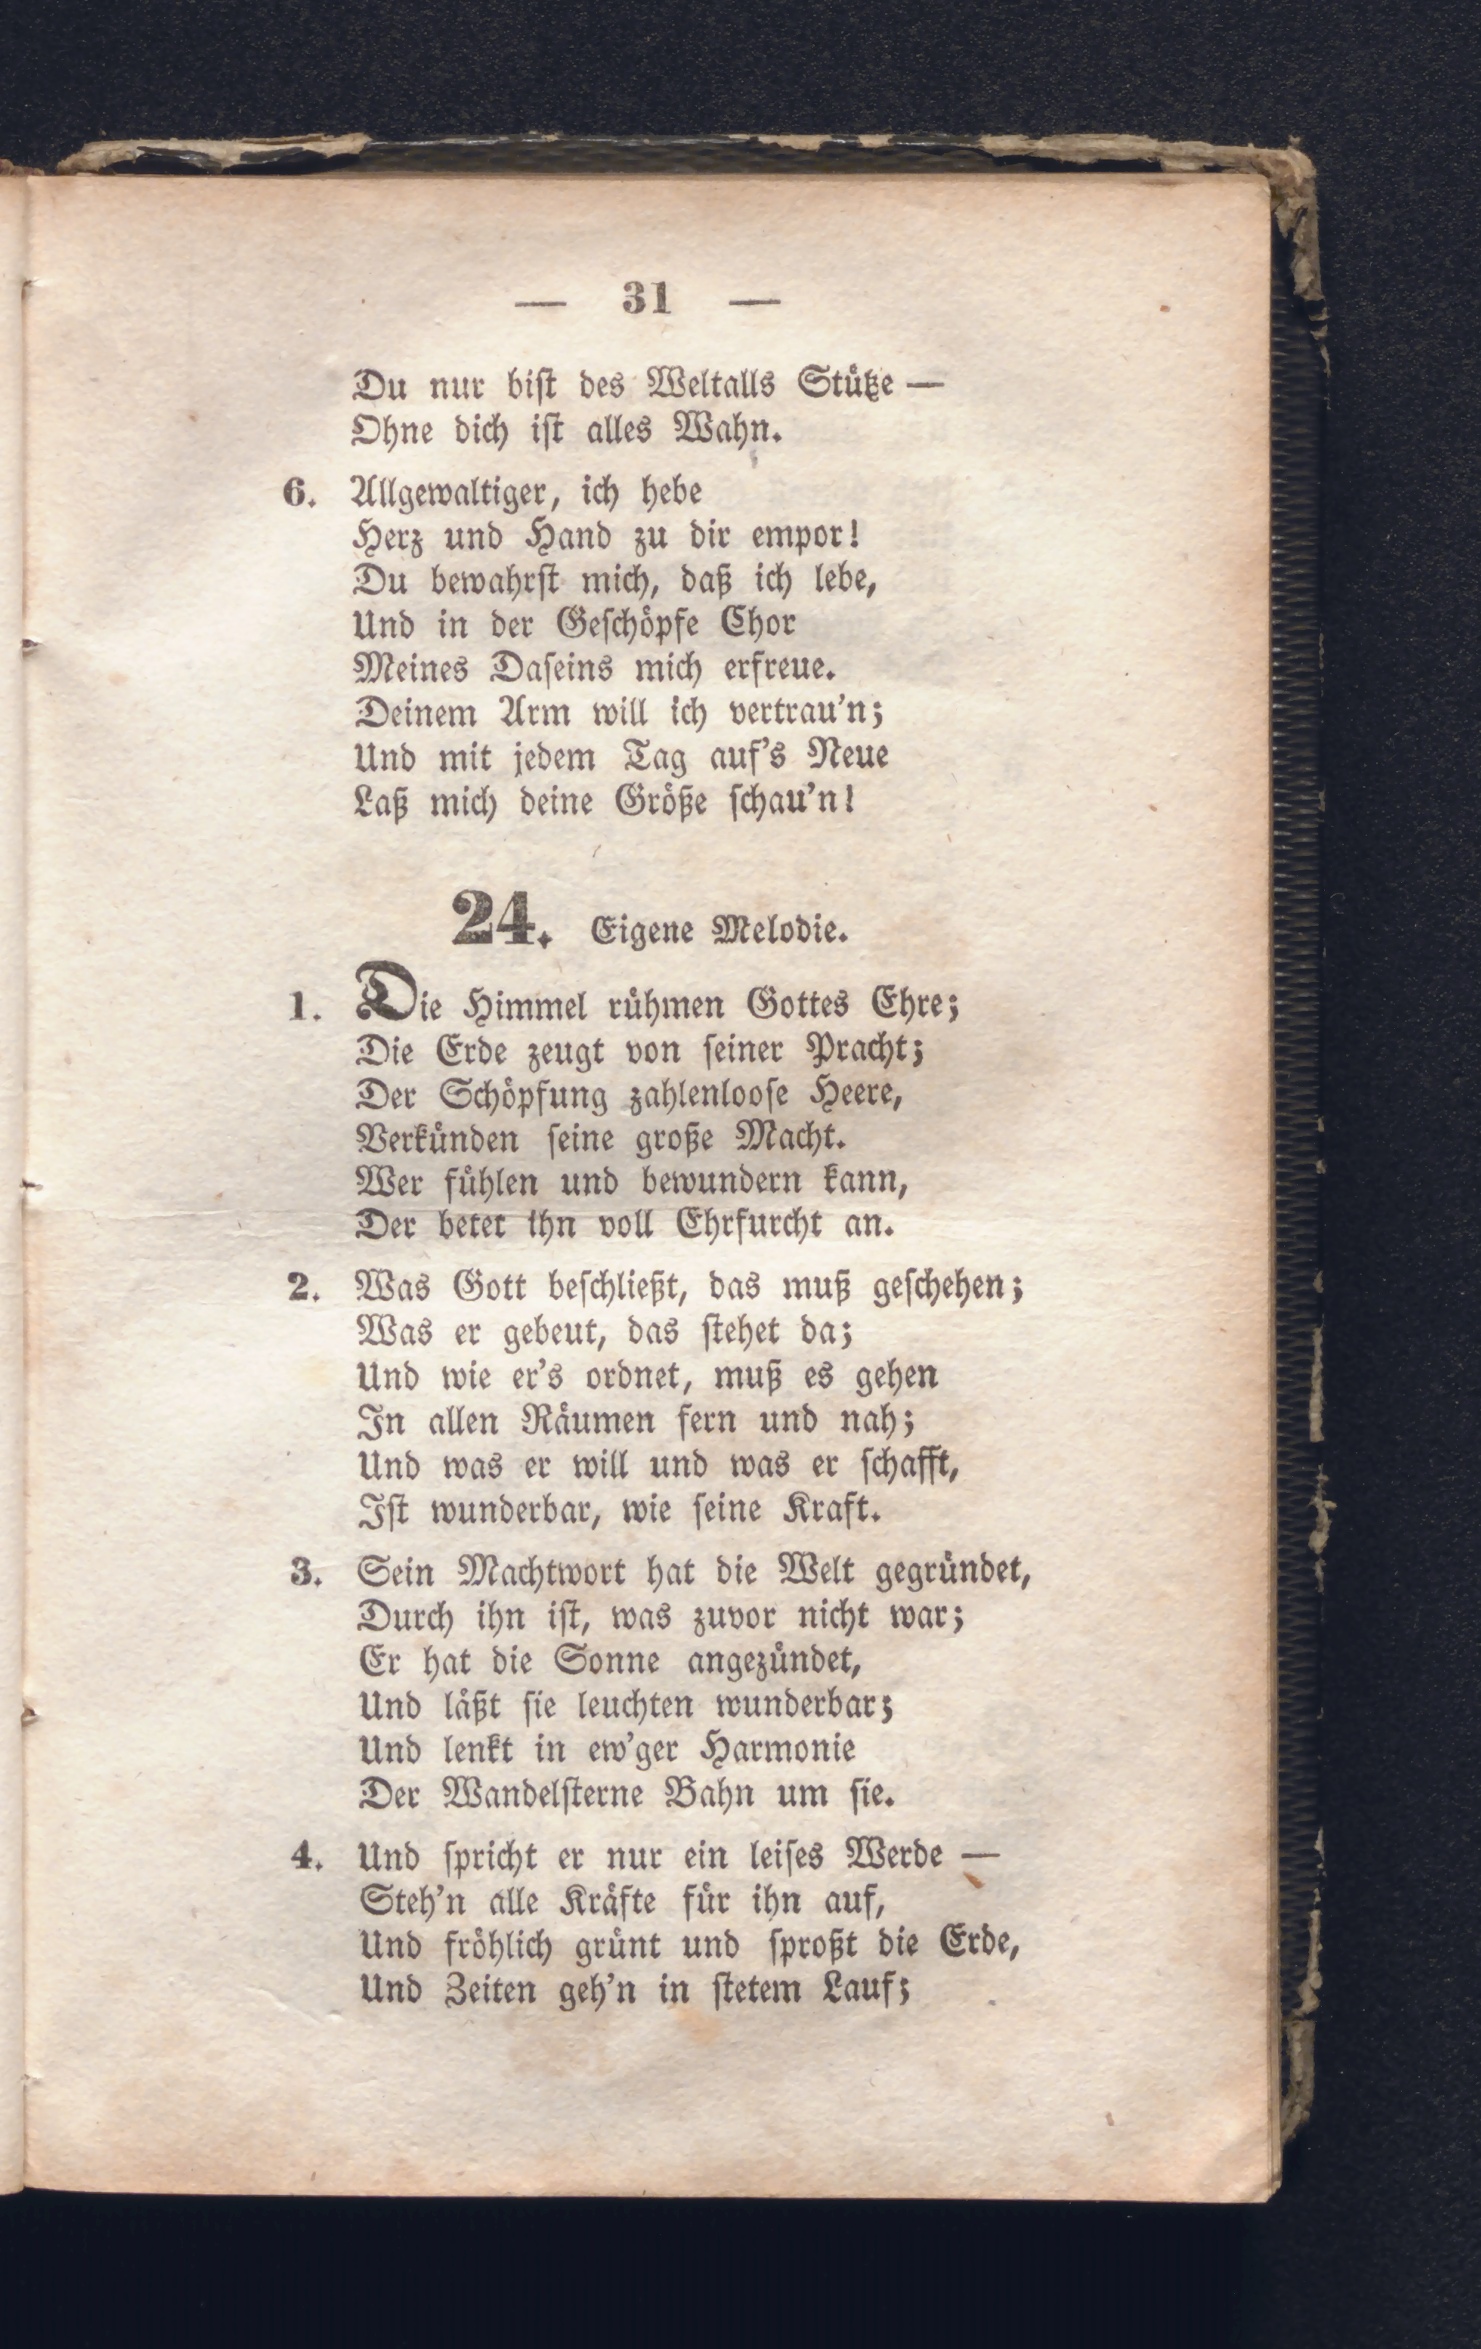 — 31 —
Du nur bist des Weltalls Stütze —
Ohne dich ist alles Wahn.
6. Allgewaltiger, ich hebe
Herz und Hand zu dir empor!
Du bewahrst mich, daß ich lebe,
Und in der Geschöpfe Chor
Meines Daseins mich erfreue.
Deinem Arm will ich vertrau'n;
Und mit jedem Tag auf's Neue
Laß mich deine Größe schau'n!
24. Eigene Melodie.
1. Die Himmel rühmen Gottes Ehre;
Die Erde zeugt von seiner Pracht;
Der Schöpfung zahlenloose Heere,
Verkünden seine große Macht.
Wer fühlen und bewundern kann,
Der betet ihn voll Ehrfurcht an.
2. Was Gott beschließt, das muß geschehen;
Was er gebeut, das stehet da;
Und wie er's ordnet, muß es gehen
In allen Räumen fern und nah;
Und was er will und was er schafft,
Ist wunderbar, wie seine Kraft.
3. Sein Machtwort hat die Welt gegründet,
Durch ihn ist, was zuvor nicht war;
Er hat die Sonne angezündet,
Und läßt sie leuchten wunderbar;
Und lenkt in ew'ger Harmonie
Der Wandelsterne Bahn um sie.
4. Und spricht er nur ein leises Werde —
Steh'n alle Kräfte für ihn auf,
Und fröhlich grünt und sproßt die Erde,
Und Zeiten geh'n in stetem Lauf;